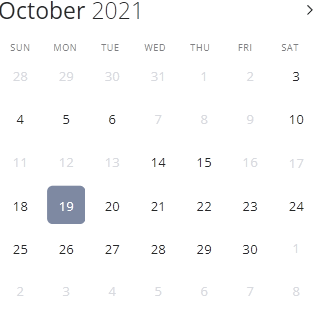 October 2021
SUN MON TUE WED THU FRI SAT
28 29 30 31 1 2 3
4 5 6 7 8 9 10
11 12 13 14 15 16 17
18 19 20 21 22 23 24
25 26 27 28 29 30 1
2 3 4 5 6 7 8